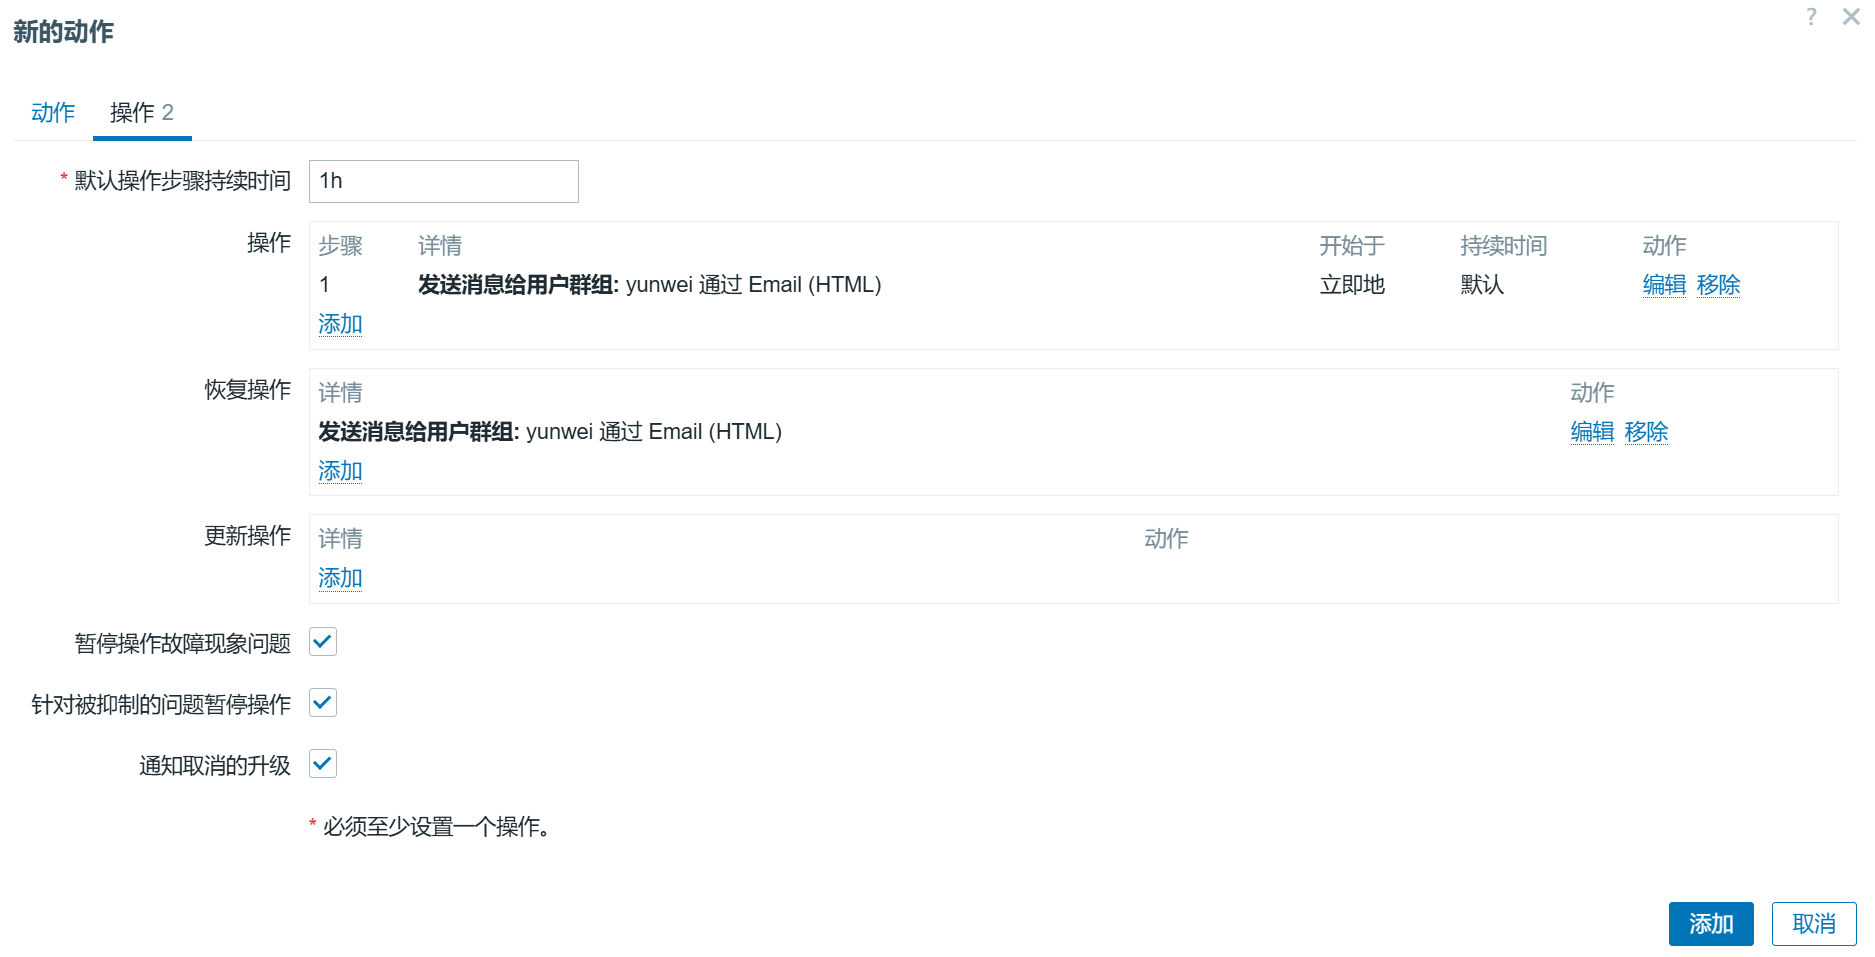 新的动作
?
动作 操作 2
* 默认操作步骤持续时间 1h
操作 步骤 详情 开始于 持续时间 动作
1 发送消息给用户群组: yunwei 通过 Email (HTML) 立即地 默认 编辑 移除
添加
恢复操作 详情 动作
发送消息给用户群组: yunwei 通过 Email (HTML) 编辑 移除
添加
更新操作 详情 动作
添加
暂停操作故障现象问题
针对被抑制的问题暂停操作
通知取消的升级
* 必须至少设置一个操作。
添加 取消